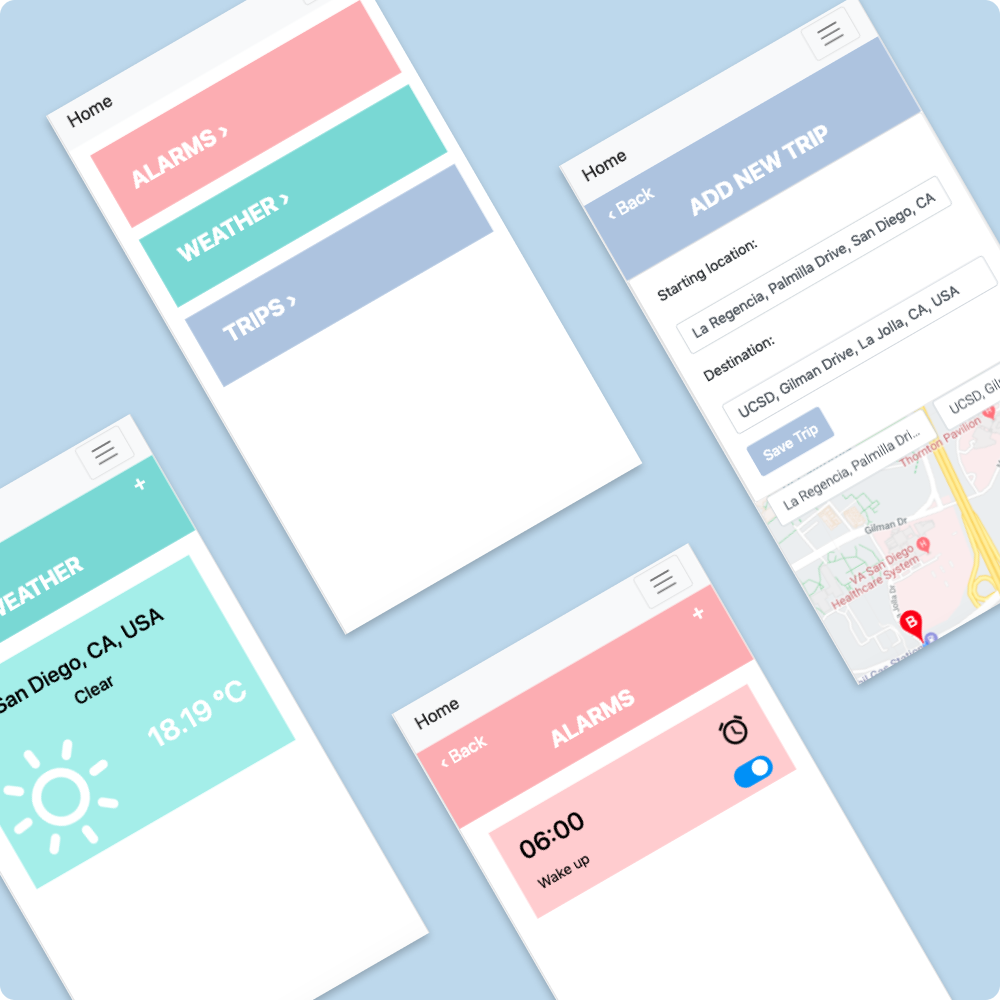 Home
ALARMS ›
WEATHER ›
TRIPS ›
Home
‹ Back
ADD NEW TRIP
Starting location:
La Regencia, Palmilla Drive, San Diego, CA
Destination:
UCSD, Gilman Drive, La Jolla, CA, USA
Save Trip
La Regencia, Palmilla Dri...
UCSD, Gil
Thornton Pavilion
H
Gilman Dr
VA San Diego
Healthcare System
H
B
+
WEATHER
San Diego, CA, USA
Clear
18.19 °C
Home
‹ Back
ALARMS
+
06:00
Wake up